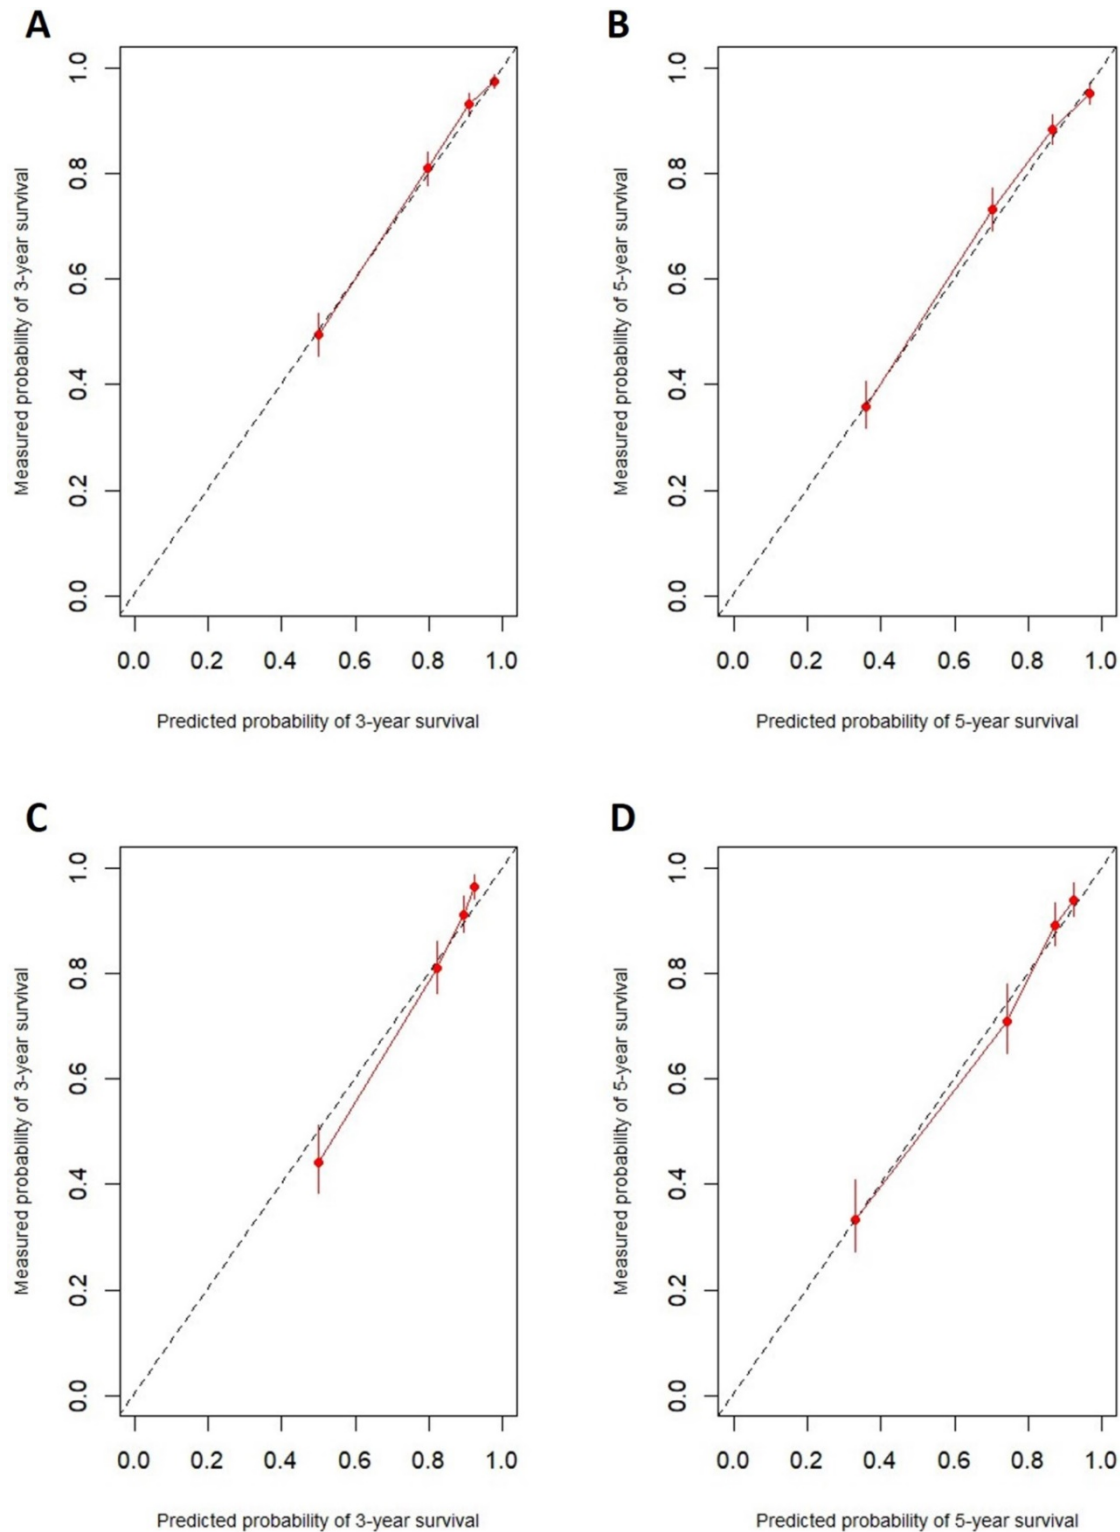 A
B
Measured probability of 3-year survival
0.0 0.2 0.4 0.6 0.8 1.0
0.0 0.2 0.4 0.6 0.8 1.0
Predicted probability of 3-year survival
Measured probability of 5-year survival
0.0 0.2 0.4 0.6 0.8 1.0
0.0 0.2 0.4 0.6 0.8 1.0
Predicted probability of 5-year survival
C
D
Measured probability of 3-year survival
0.0 0.2 0.4 0.6 0.8 1.0
0.0 0.2 0.4 0.6 0.8 1.0
Predicted probability of 3-year survival
Measured probability of 5-year survival
0.0 0.2 0.4 0.6 0.8 1.0
0.0 0.2 0.4 0.6 0.8 1.0
Predicted probability of 5-year survival